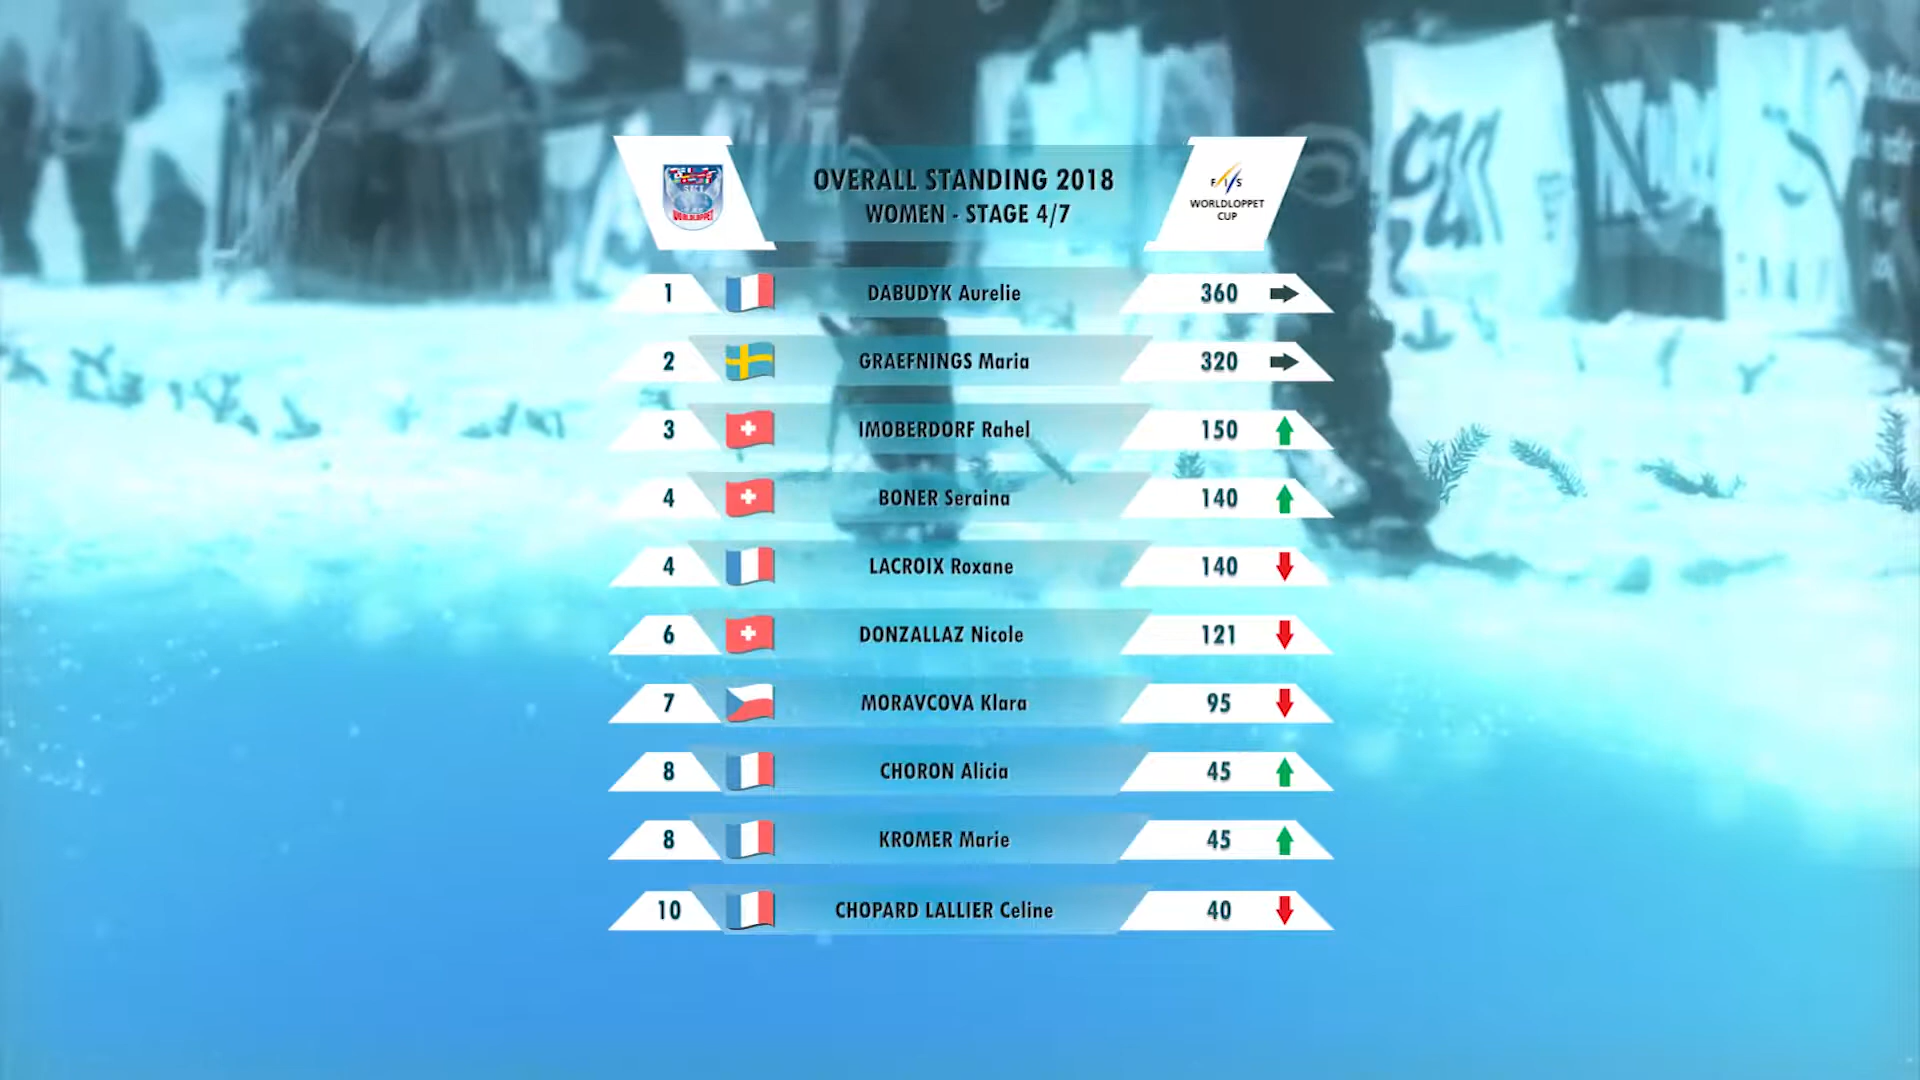 OVERALL STANDING 2018
WOMEN - STAGE 4/7
SKI
WORLDLOPPET
FIS
WORLDLOPPET
CUP
1 DABUDYK Aurelie 360
2 GRAEFNINGS Maria 320
3 IMOBERDORF Rahel 150
4 BONER Seraina 140
4 LACROIX Roxane 140
6 DONZALLAZ Nicole 121
7 MORAVCOVA Klara 95
8 CHORON Alicia 45
8 KROMER Marie 45
10 CHOPARD LALLIER Celine 40